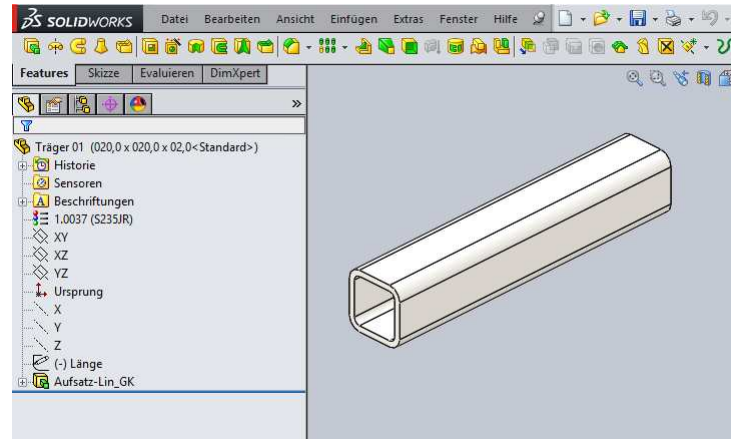 SOLIDWORKS Datei Bearbeiten Ansicht Einfügen Extras Fenster Hilfe
Features Skizze Evaluieren DimXpert
»
Träger 01 (020,0 x 020,0 x 02,0<Standard>)
Historie
Sensoren
A Beschriftungen
1.0037 (S235JR)
XY
XZ
YZ
Ursprung
X
Y
Z
(-) Länge
Aufsatz-Lin_GK